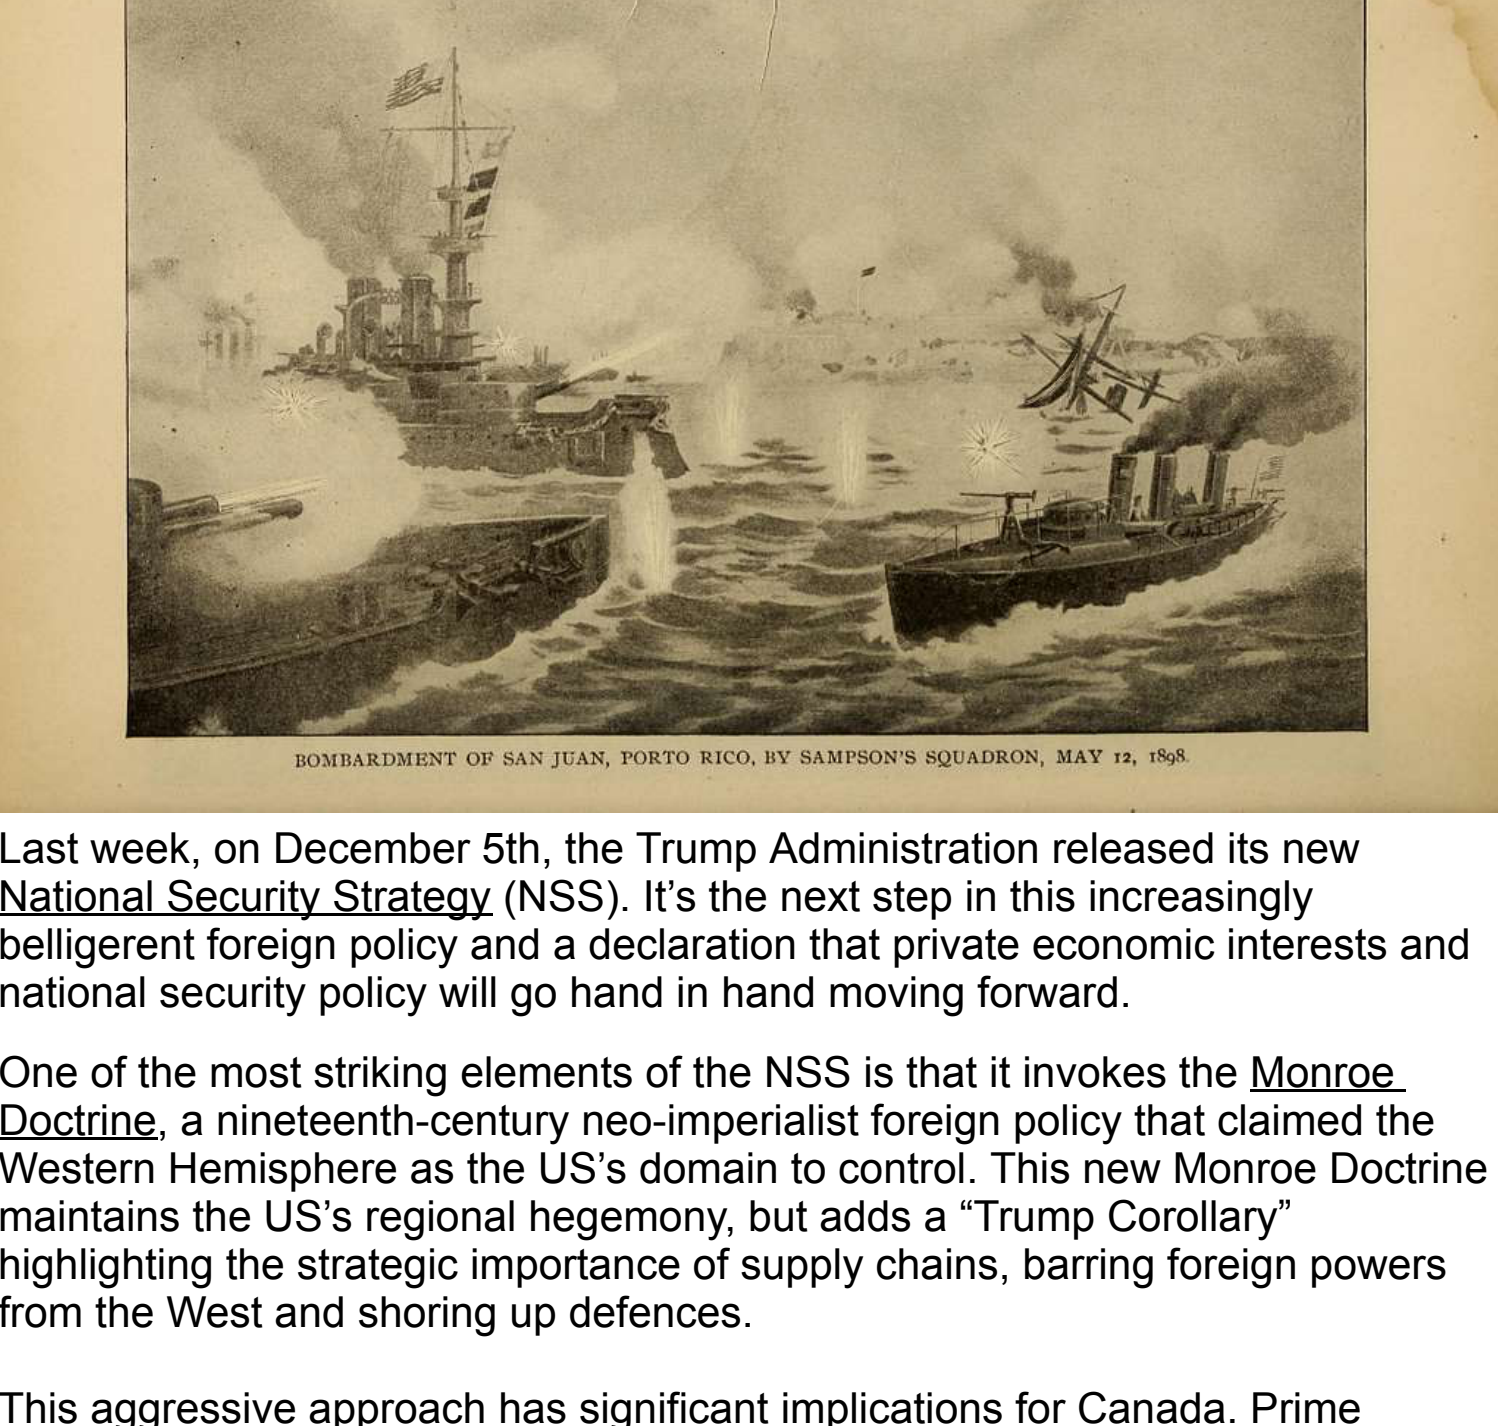 BOMBARDMENT OF SAN JUAN, PORTO RICO, BY SAMPSON'S SQUADRON, MAY 12, 1898.
Last week, on December 5th, the Trump Administration released its new
National Security Strategy (NSS). It’s the next step in this increasingly
belligerent foreign policy and a declaration that private economic interests and
national security policy will go hand in hand moving forward.
One of the most striking elements of the NSS is that it invokes the Monroe
Doctrine, a nineteenth-century neo-imperialist foreign policy that claimed the
Western Hemisphere as the US’s domain to control. This new Monroe Doctrine
maintains the US’s regional hegemony, but adds a “Trump Corollary”
highlighting the strategic importance of supply chains, barring foreign powers
from the West and shoring up defences.
This aggressive approach has significant implications for Canada. Prime